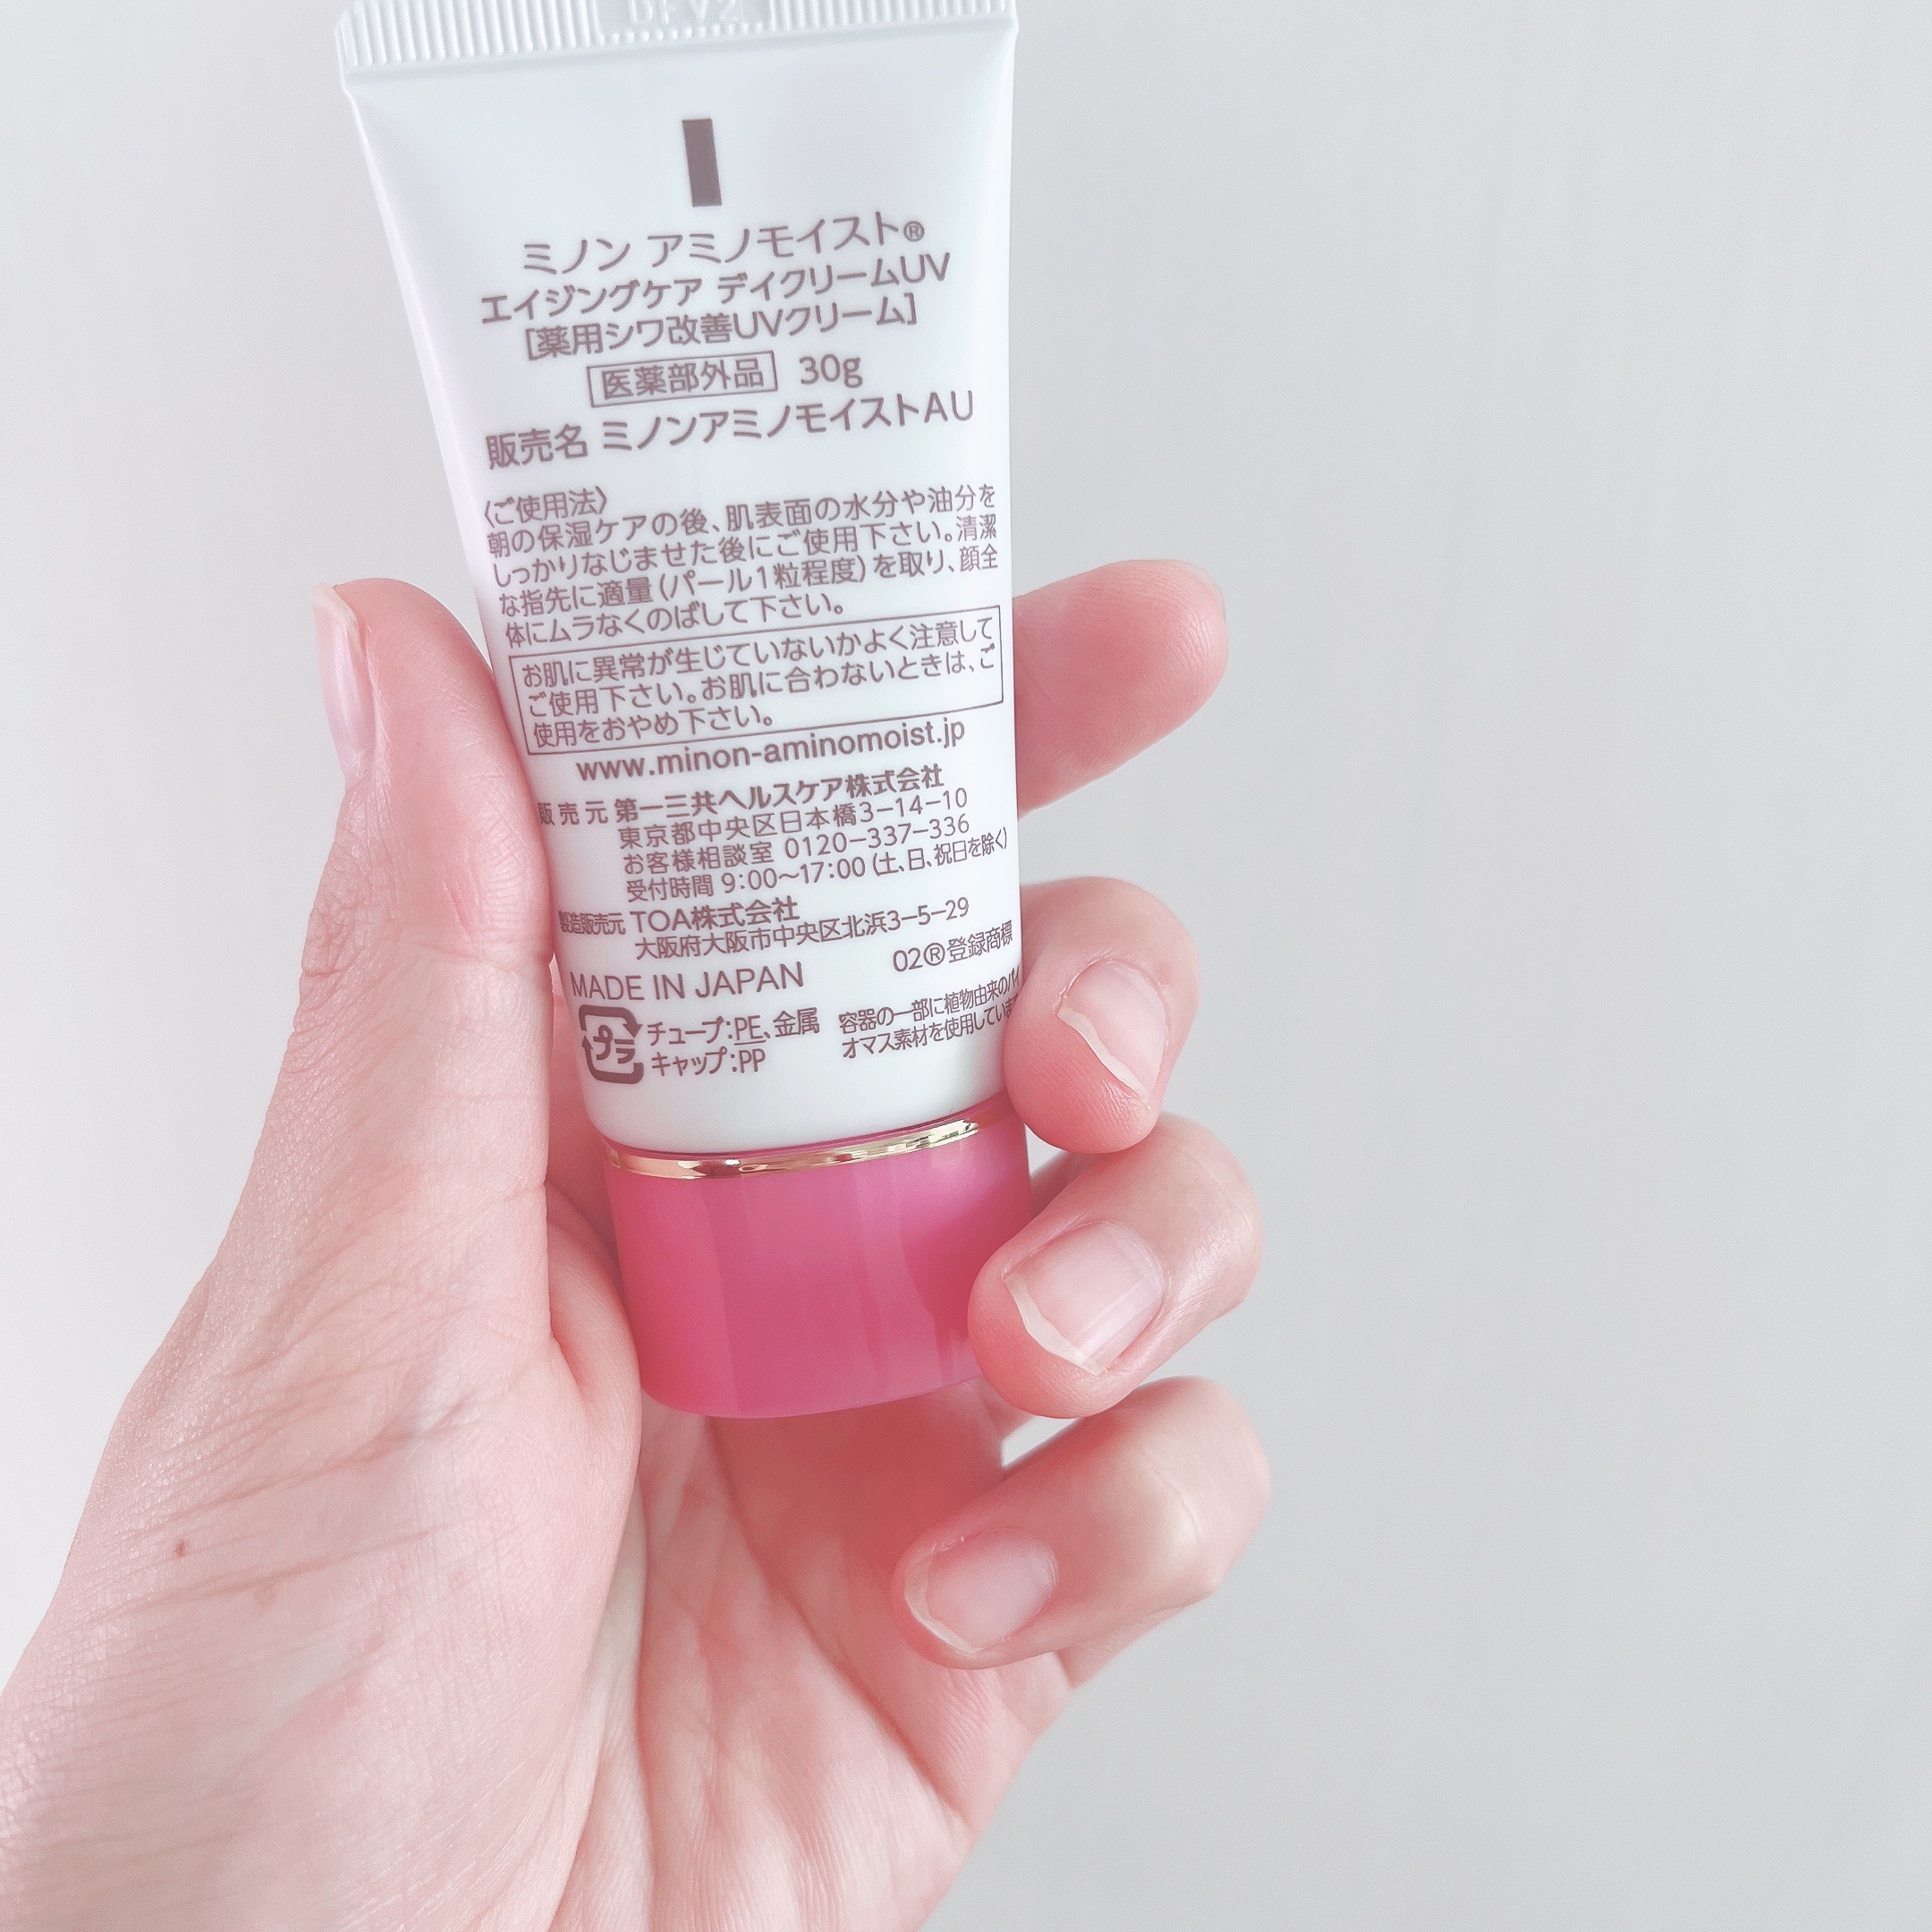 ミノン アミノモイスト®
エイジングケア デイクリームUV
[薬用シワ改善UVクリーム]
医薬部外品 30g
販売名 ミノンアミノモイストAU
〈ご使用法〉
朝の保湿ケアの後、肌表面の水分や油分を
しっかりなじませた後にご使用下さい。清潔
な指先に適量(パール1粒程度)を取り、顔全
体にムラなくのばして下さい。
お肌に異常が生じていないかよく注意して
ご使用下さい。お肌に合わないときは、ご
使用をおやめ下さい。
www.minon-aminomoist.jp
販売元 第一三共ヘルスケア株式会社
東京都中央区日本橋3−14−10
お客様相談室 0120−337−336
受付時間 9:00〜17:00(土、日、祝日を除く)
製造販売元 TOA株式会社
大阪府大阪市中央区北浜3−5−29
02®登録商標
MADE IN JAPAN
プラ
チューブ:PE、金属
キャップ:PP
容器の一部に植物由来のバイ
オマス素材を使用してい